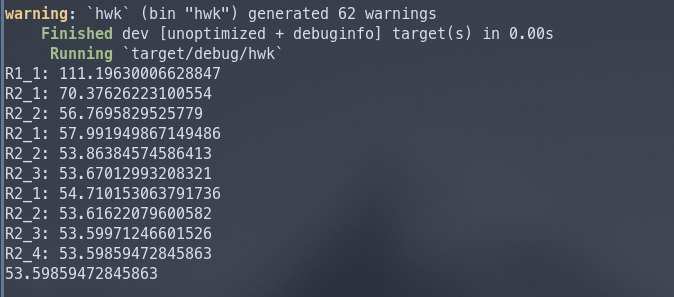 warning: `hwk` (bin "hwk") generated 62 warnings
Finished dev [unoptimized + debuginfo] target(s) in 0.00s
Running `target/debug/hwk`
R1_1: 111.19630006628847
R2_1: 70.37626223100554
R2_2: 56.7695829525779
R2_1: 57.991949867149486
R2_2: 53.86384574586413
R2_3: 53.67012993208321
R2_1: 54.710153063791736
R2_2: 53.61622079600582
R2_3: 53.59971246601526
R2_4: 53.59859472845863
53.59859472845863